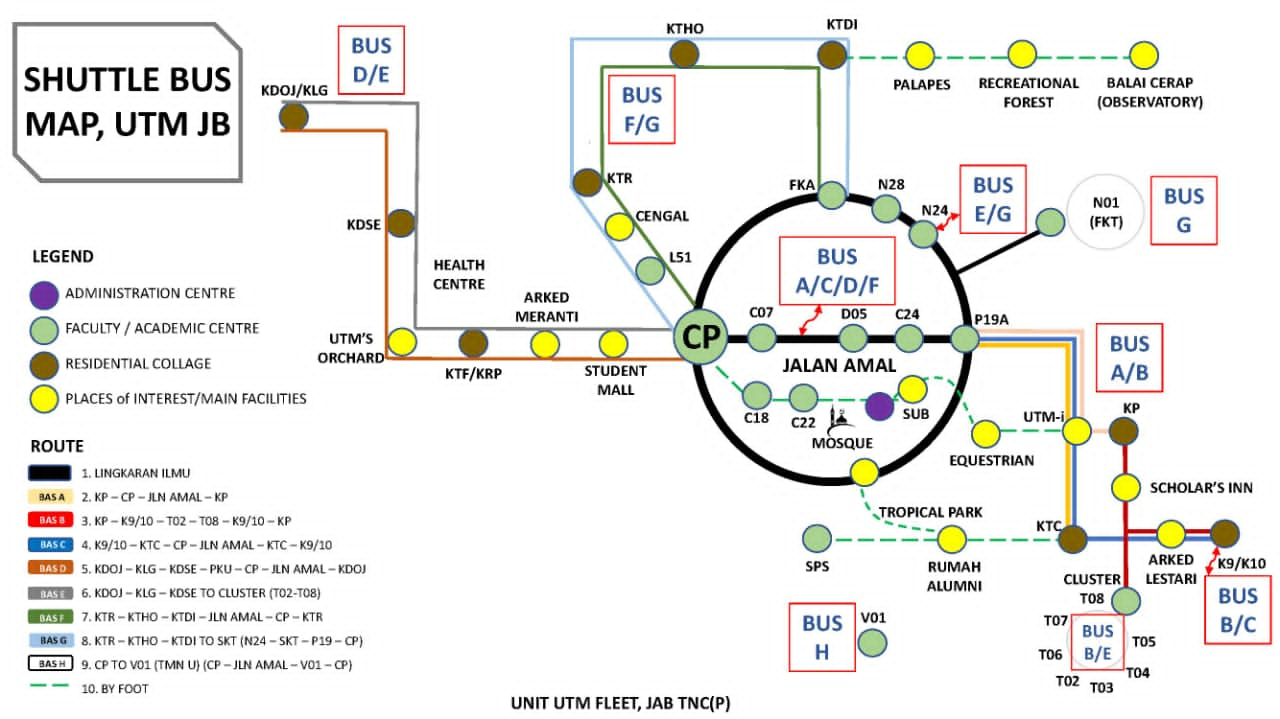 SHUTTLE BUS
MAP, UTM JB
BUS
D/E
KDOJ/KLG
KDSE
UTM'S
ORCHARD
HEALTH
CENTRE
KTF/KRP
ARKED
MERANTI
STUDENT
MALL
KTHO
KTDI
PALAPES
RECREATIONAL
FOREST
BALAI CERAP
(OBSERVATORY)
BUS
F/G
KTR
CENGAL
L51
CP
FKA
N28
N24
BUS
E/G
N01
(FKT)
BUS
G
BUS
A/C/D/F
C07
D05
C24
P19A
JALAN AMAL
C18
C22
MOSQUE
SUB
EQUESTRIAN
UTM-i
BUS
A/B
KP
SCHOLAR'S INN
TROPICAL PARK
SPS
RUMAH
ALUMNI
KTC
ARKED
LESTARI
K9/K10
BUS
B/C
CLUSTER
T08
T07
T06
T02
T03
T04
T05
BUS
B/E
BUS
H
V01
LEGEND
ADMINISTRATION CENTRE
FACULTY / ACADEMIC CENTRE
RESIDENTIAL COLLAGE
PLACES of INTEREST/MAIN FACILITIES
ROUTE
1. LINGKARAN ILMU
BAS A 2. KP – CP – JLN AMAL – KP
BAS B 3. KP – K9/10 – T02 – T08 – K9/10 – KP
BAS C 4. K9/10 – KTC – CP – JLN AMAL – KTC – K9/10
BAS D 5. KDOJ – KLG – KDSE – PKU – CP – JLN AMAL – KDOJ
BAS E 6. KDOJ – KLG – KDSE TO CLUSTER (T02-T08)
BAS F 7. KTR – KTHO – KTDI – JLN AMAL – CP – KTR
BAS G 8. KTR – KTHO – KTDI TO SKT (N24 – SKT – P19 – CP)
BAS H 9. CP TO V01 (TMN U) (CP – JLN AMAL – V01 – CP)
10. BY FOOT
UNIT UTM FLEET, JAB TNC(P)